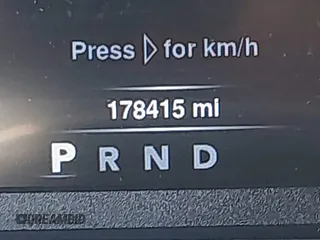 Press ▷ for km/h
178415 mi
P R N D
DREAMBID